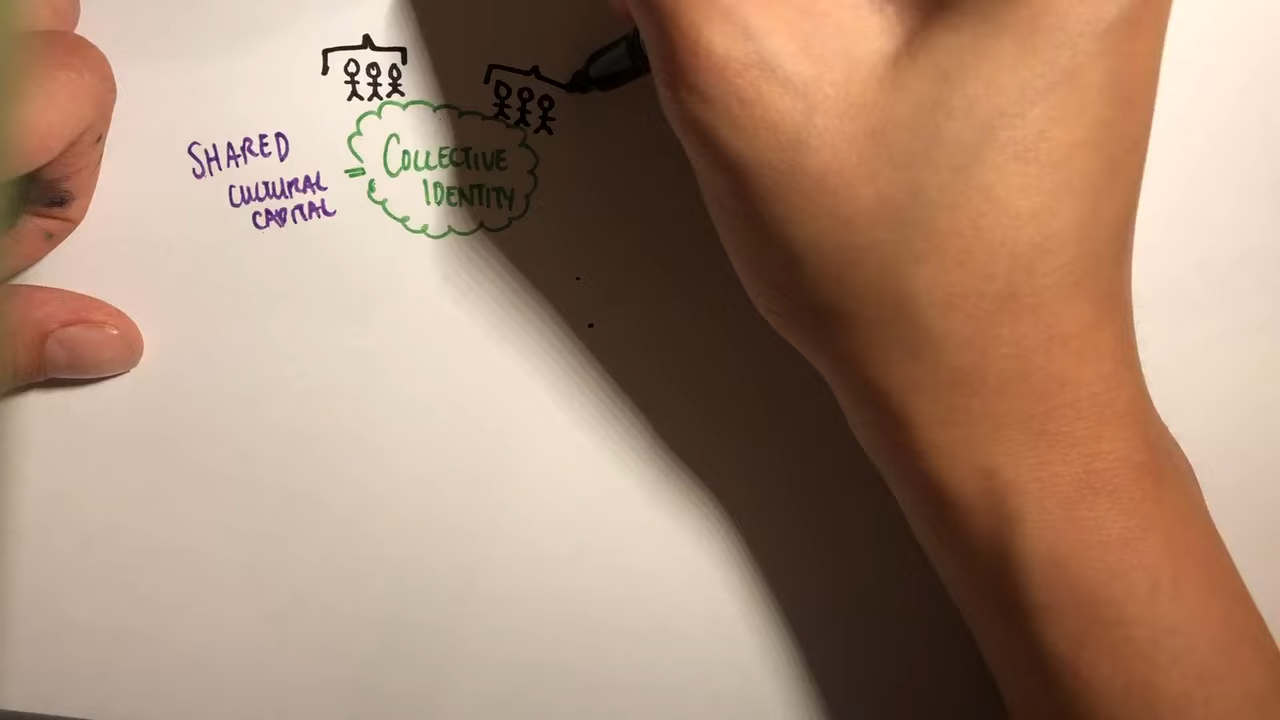 SHARED
CULTURAL
CAPITAL
= COLLECTIVE
IDENTITY